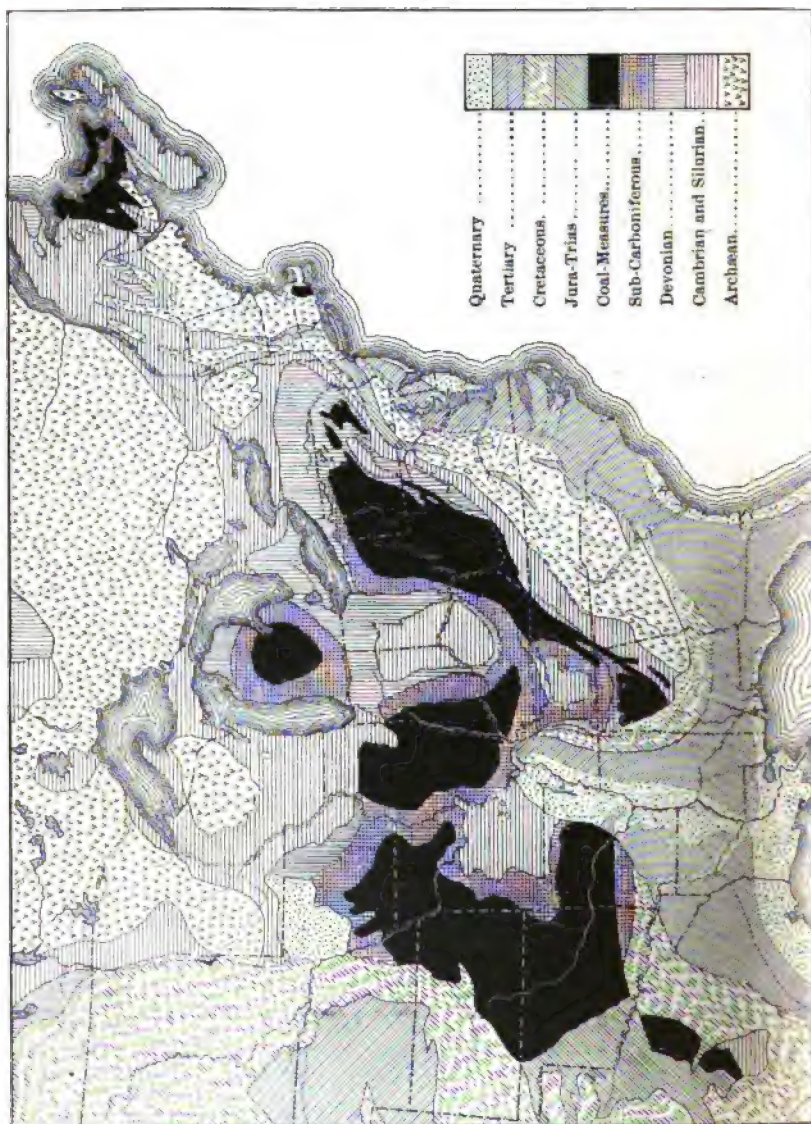 Quaternary
Tertiary
Cretaceous
Jura-Trias
Coal-Measures
Sub-Carboniferous
Devonian
Cambrian and Silurian
Archæan